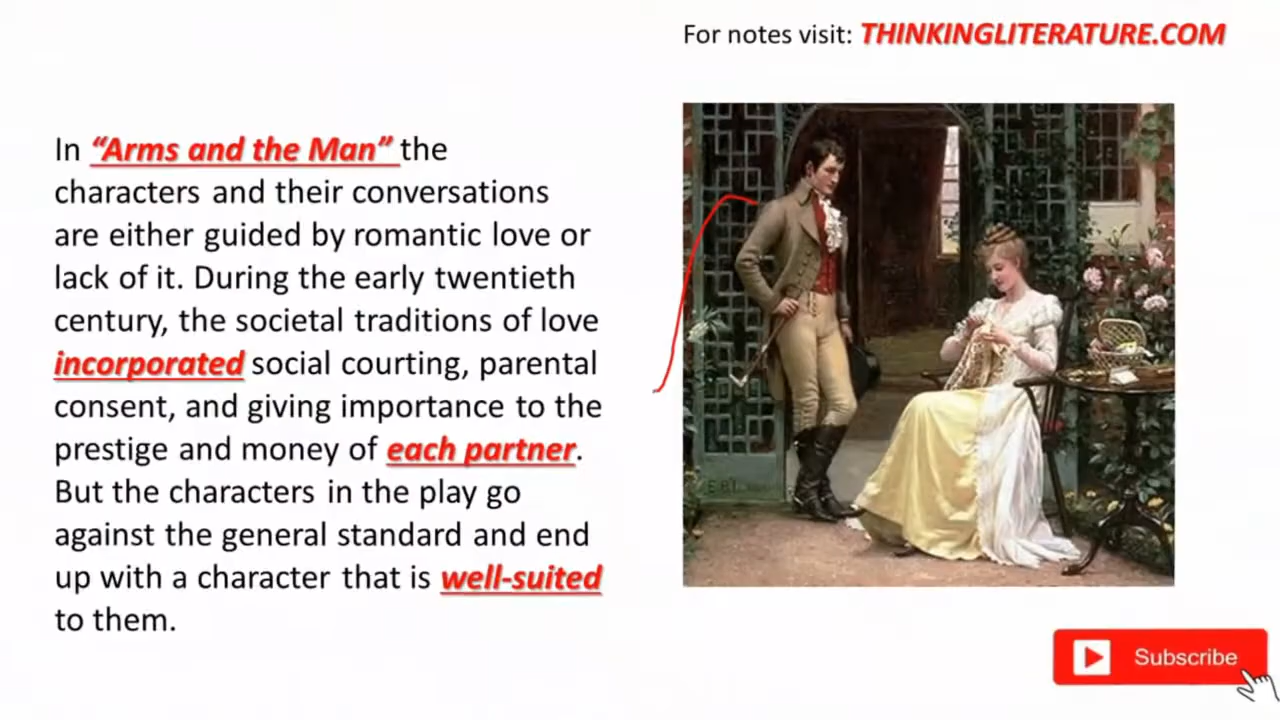 For notes visit: THINKINGLITERATURE.COM
In “Arms and the Man” the
characters and their conversations
are either guided by romantic love or
lack of it. During the early twentieth
century, the societal traditions of love
incorporated social courting, parental
consent, and giving importance to the
prestige and money of each partner.
But the characters in the play go
against the general standard and end
up with a character that is well-suited
to them.
Subscribe